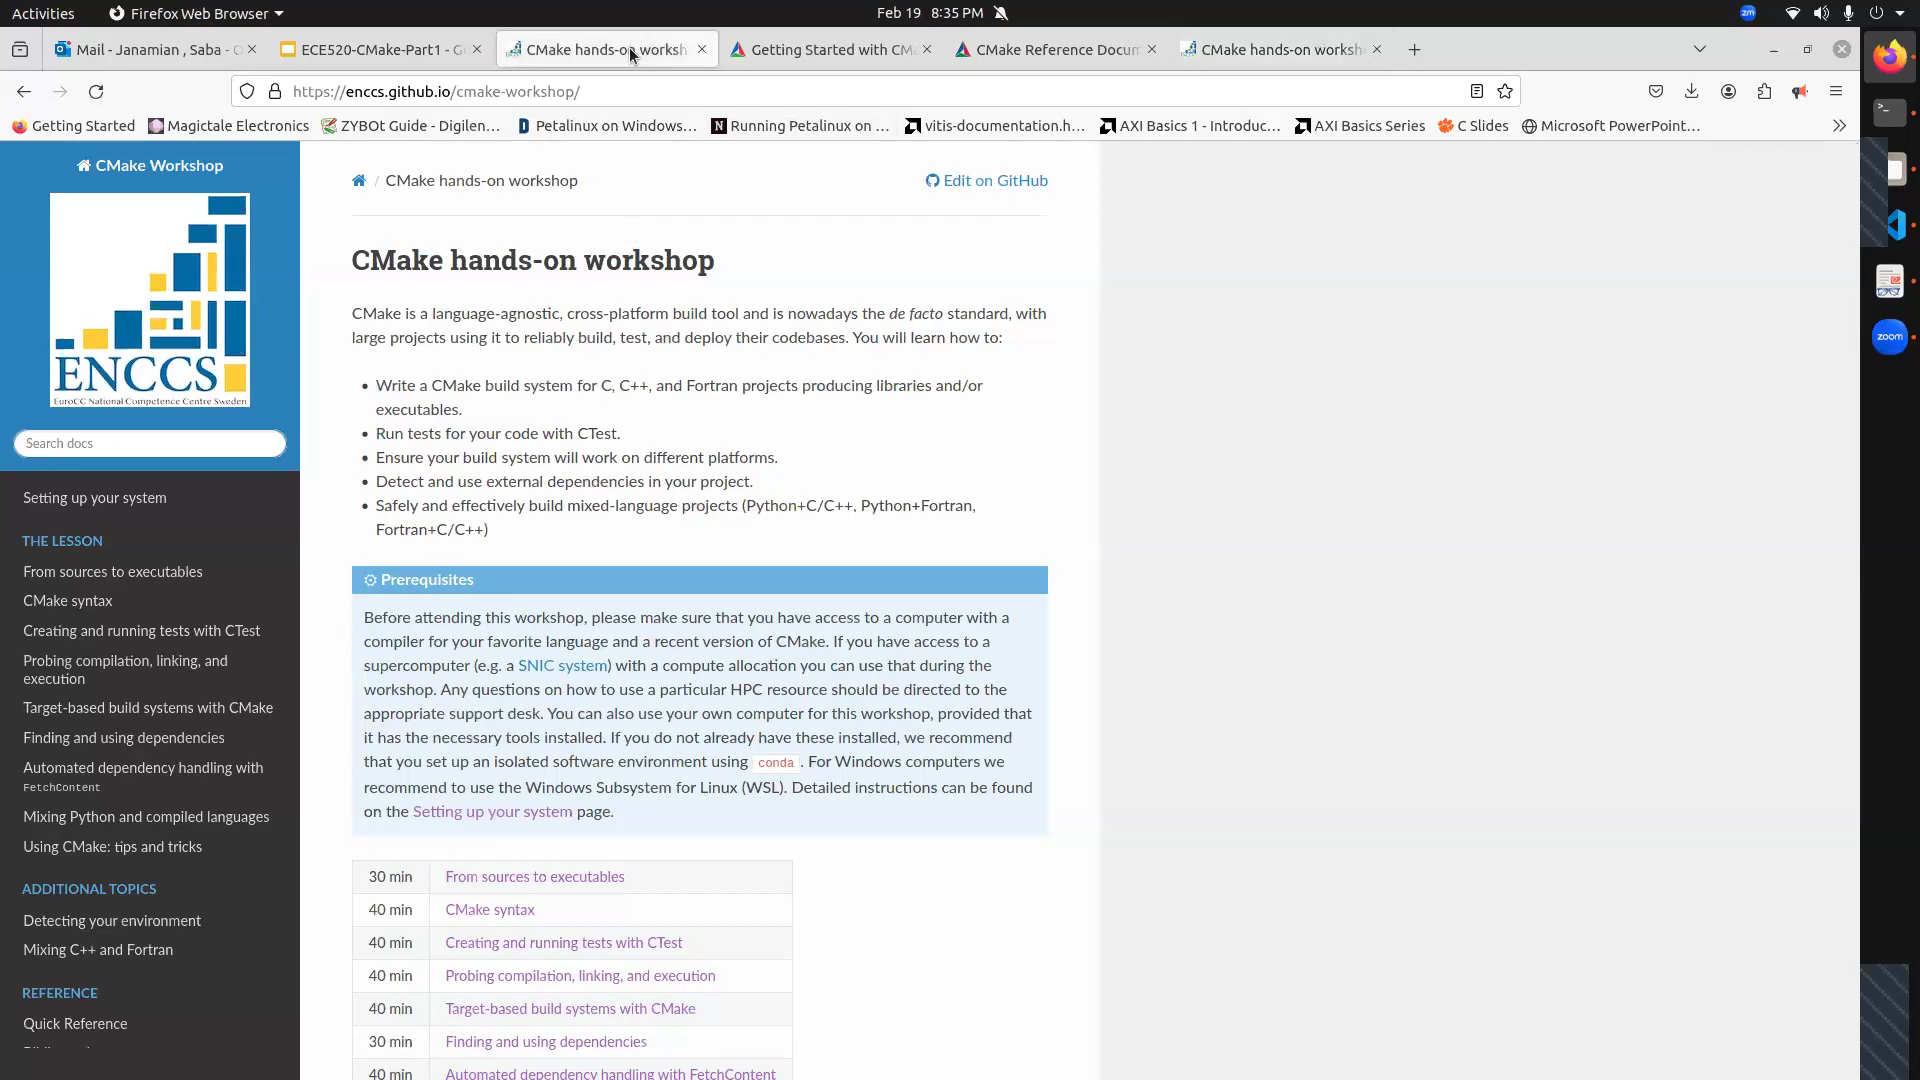 Activities
Firefox Web Browser
Feb 19 8:35 PM
zm
Mail - Janamian , Saba - O
ECE520-CMake-Part1 - G
CMake hands-on worksh
Getting Started with CM
CMake Reference Docum
CMake hands-on worksh
https://enccs.github.io/cmake-workshop/
Getting Started
Magictale Electronics
ZYBOt Guide - Digilen...
Petalinux on Windows...
Running Petalinux on ...
vitis-documentation.h...
AXI Basics 1 - Introduc...
AXI Basics Series
C Slides
Microsoft PowerPoint...
CMake Workshop
ENCCS
EuroCC National Competence Centre Sweden
Search docs
Setting up your system
THE LESSON
From sources to executables
CMake syntax
Creating and running tests with CTest
Probing compilation, linking, and
execution
Target-based build systems with CMake
Finding and using dependencies
Automated dependency handling with
FetchContent
Mixing Python and compiled languages
Using CMake: tips and tricks
ADDITIONAL TOPICS
Detecting your environment
Mixing C++ and Fortran
REFERENCE
Quick Reference
/ CMake hands-on workshop
Edit on GitHub
CMake hands-on workshop
CMake is a language-agnostic, cross-platform build tool and is nowadays the de facto standard, with
large projects using it to reliably build, test, and deploy their codebases. You will learn how to:
• Write a CMake build system for C, C++, and Fortran projects producing libraries and/or
executables.
• Run tests for your code with CTest.
• Ensure your build system will work on different platforms.
• Detect and use external dependencies in your project.
• Safely and effectively build mixed-language projects (Python+C/C++, Python+Fortran,
Fortran+C/C++)
Prerequisites
Before attending this workshop, please make sure that you have access to a computer with a
compiler for your favorite language and a recent version of CMake. If you have access to a
supercomputer (e.g. a SNIC system) with a compute allocation you can use that during the
workshop. Any questions on how to use a particular HPC resource should be directed to the
appropriate support desk. You can also use your own computer for this workshop, provided that
it has the necessary tools installed. If you do not already have these installed, we recommend
that you set up an isolated software environment using conda . For Windows computers we
recommend to use the Windows Subsystem for Linux (WSL). Detailed instructions can be found
on the Setting up your system page.
30 min From sources to executables
40 min CMake syntax
40 min Creating and running tests with CTest
40 min Probing compilation, linking, and execution
40 min Target-based build systems with CMake
30 min Finding and using dependencies
40 min Automated dependency handling with FetchContent
zoom